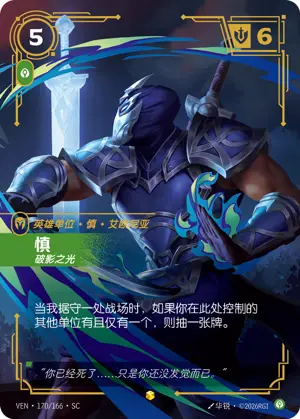 5
6
英雄单位·慎·艾欧尼亚
慎
破影之光
当我据守一处战场时，如果你在此处控制的
其他单位有且仅有一个，则抽一张牌。
"你已经死了……只是你还没发觉而已。"
VEN·170/166·SC
华锐·©2026RGI